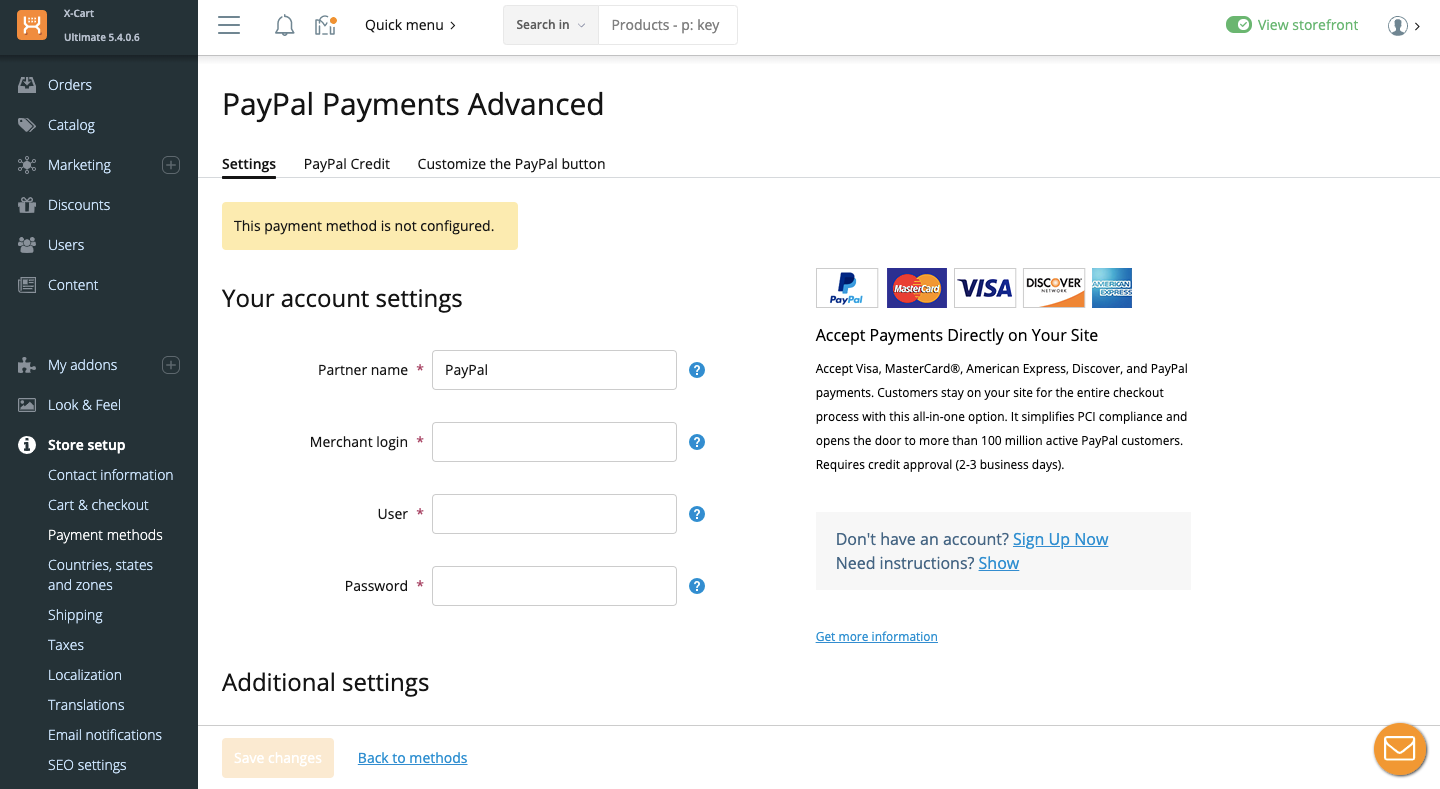 X-Cart
Ultimate 5.4.0.6
Quick menu
Search in
Products - p: key
View storefront
Orders
Catalog
Marketing
Discounts
Users
Content
My addons
Look & Feel
Store setup
Contact information
Cart & checkout
Payment methods
Countries, states
and zones
Shipping
Taxes
Localization
Translations
Email notifications
SEO settings
PayPal Payments Advanced
Settings
PayPal Credit
Customize the PayPal button
This payment method is not configured.
Your account settings
Partner name *
PayPal
?
Merchant login *
?
User *
?
Password *
?
Additional settings
PayPal
MasterCard
VISA
DISCOVER
NETWORK
AMERICAN
EXPRESS
Accept Payments Directly on Your Site
Accept Visa, MasterCard®, American Express, Discover, and PayPal
payments. Customers stay on your site for the entire checkout
process with this all-in-one option. It simplifies PCI compliance and
opens the door to more than 100 million active PayPal customers.
Requires credit approval (2-3 business days).
Don't have an account? Sign Up Now
Need instructions? Show
Get more information
Save changes
Back to methods